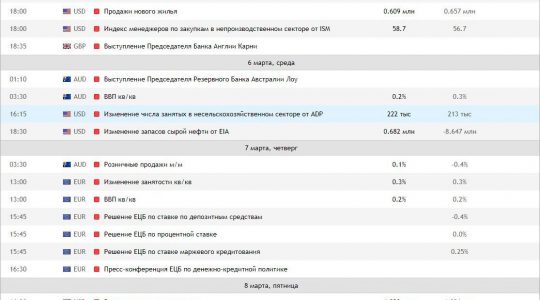 18:00 USD Продажи нового жилья 0.609 млн 0.657 млн
18:00 USD Индекс менеджеров по закупкам в непроизводственном секторе от ISM 58.7 56.7
18:35 GBP Выступление Председателя Банка Англии Карни
6 марта, среда
01:10 AUD Выступление Председателя Резервного Банка Австралии Лоу
03:30 AUD ВВП кв/кв 0.2% 0.3%
16:15 USD Изменение числа занятых в несельскохозяйственном секторе от ADP 222 тыс 213 тыс
18:30 USD Изменение запасов сырой нефти от EIA 0.682 млн -8.647 млн
7 марта, четверг
03:30 AUD Розничные продажи м/м 0.1% -0.4%
13:00 EUR Изменение занятости кв/кв 0.3% 0.3%
13:00 EUR ВВП кв/кв 0.2% 0.2%
15:45 EUR Решение ЕЦБ по ставке по депозитным средствам -0.4%
15:45 EUR Решение ЕЦБ по процентной ставке 0.0%
15:45 EUR Решение ЕЦБ по ставке маржевого кредитования 0.25%
16:30 EUR Пресс-конференция ЕЦБ по денежно-кредитной политике
8 марта, пятница